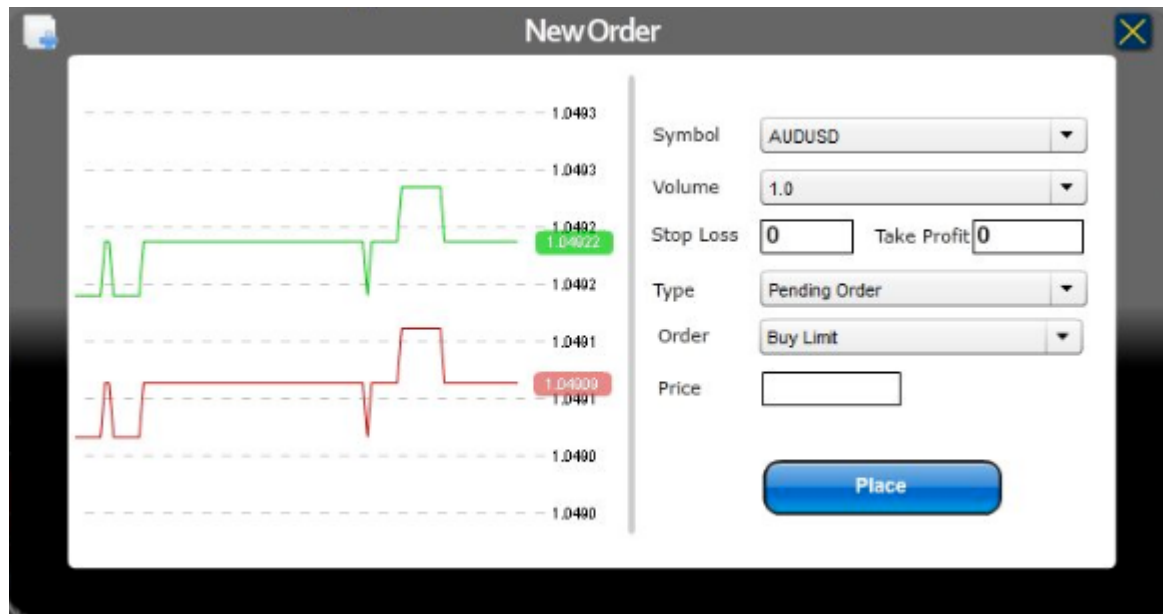 New Order
1.0493
1.0493
1.0492
1.04922
1.0492
1.0491
1.04909
1.0491
1.0490
1.0490
Symbol AUDUSD
Volume 1.0
Stop Loss 0 Take Profit 0
Type Pending Order
Order Buy Limit
Price
Place